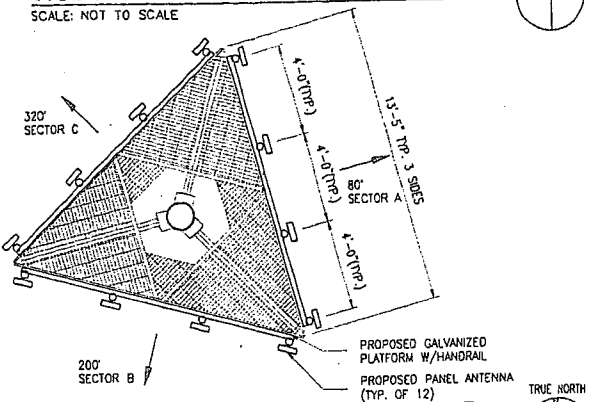 SCALE: NOT TO SCALE
4'-0"(TYP.)
4'-0"(TYP.)
4'-0"(TYP.)
13'-5" TYP. 3 SIDES
320'
SECTOR C
80'
SECTOR A
200'
SECTOR B
PROPOSED GALVANIZED
PLATFORM W/HANDRAIL
PROPOSED PANEL ANTENNA
(TYP. OF 12)
TRUE NORTH